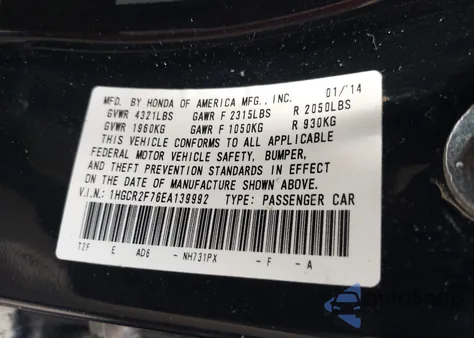 MFD. BY HONDA OF AMERICA MFG., INC. 01/'14
GVWR 4321LBS GAWR F 2315LBS R 2050LBS
GVWR 1960KG GAWR F 1050KG R 930KG
THIS VEHICLE CONFORMS TO ALL APPLICABLE
FEDERAL MOTOR VEHICLE SAFETY, BUMPER,
AND THEFT PREVENTION STANDARDS IN EFFECT
ON THE DATE OF MANUFACTURE SHOWN ABOVE.
V.I.N.: 1HGCR2F76EA139992 TYPE: PASSENGER CAR
T2F E AD6 - NH731PX - F - A